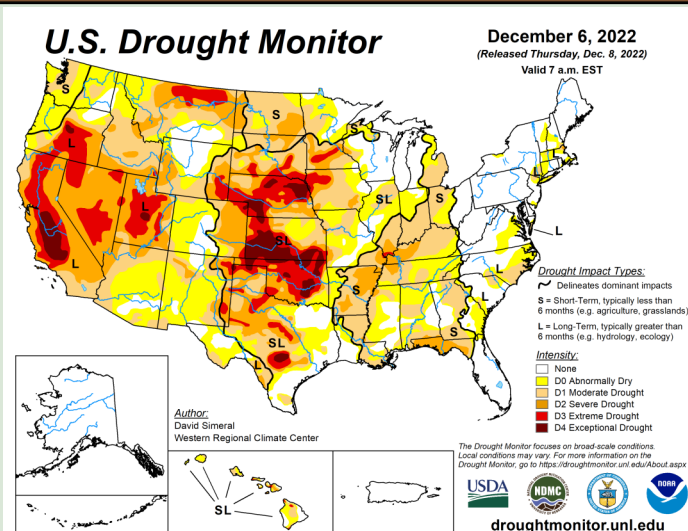 U.S. Drought Monitor
December 6, 2022
(Released Thursday, Dec. 8, 2022)
Valid 7 a.m. EST
S
S
S
L
SL
S
L
L
L
L
SL
S
L
L
L
SL
S
L
Drought Impact Types:
Delineates dominant impacts
S = Short-Term, typically less than
6 months (e.g. agriculture, grasslands)
L = Long-Term, typically greater than
6 months (e.g. hydrology, ecology)
Intensity:
None
D0 Abnormally Dry
D1 Moderate Drought
D2 Severe Drought
D3 Extreme Drought
D4 Exceptional Drought
Author:
David Simeral
Western Regional Climate Center
SL
The Drought Monitor focuses on broad-scale conditions.
Local conditions may vary. For more information on the
Drought Monitor, go to https://droughtmonitor.unl.edu/About.aspx
USDA
NDMC
NOAA
droughtmonitor.unl.edu